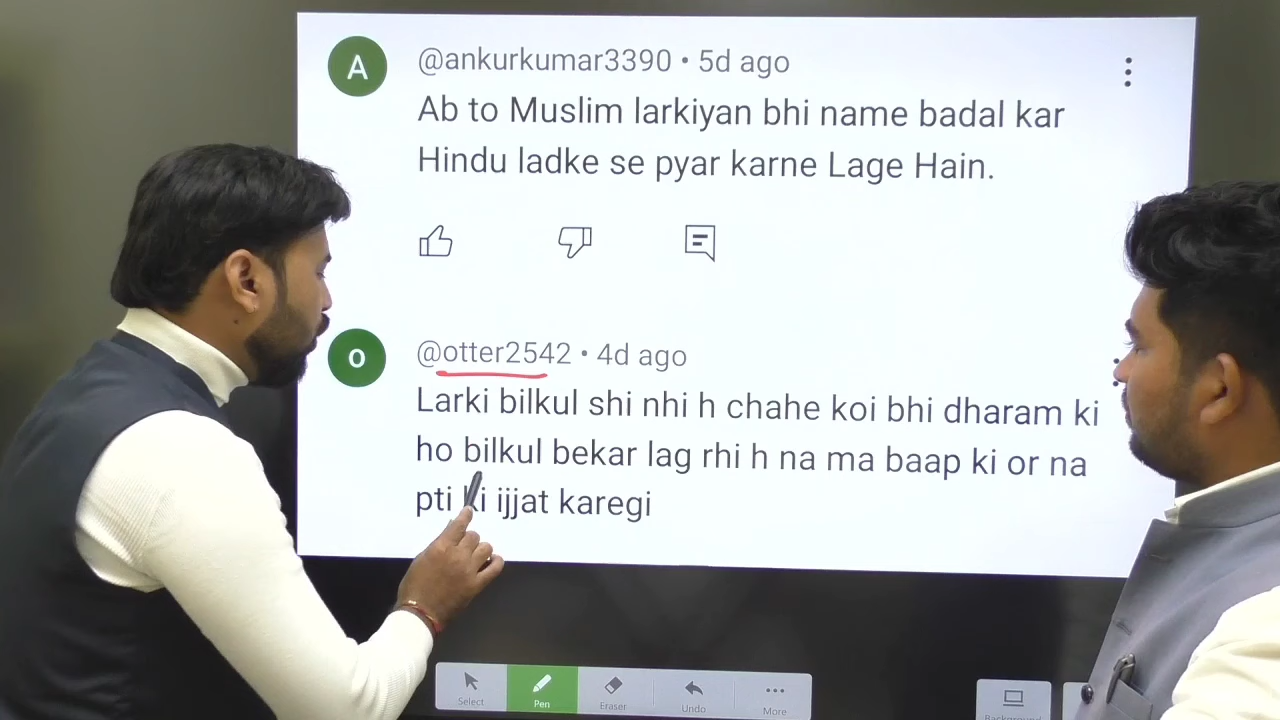 A
@ankurkumar3390 • 5d ago
Ab to Muslim larkiyan bhi name badal kar
Hindu ladke se pyar karne Lage Hain.
O
@otter2542 • 4d ago
Larki bilkul shi nhi h chahe koi bhi dharam ki
ho bilkul bekar lag rhi h na ma baap ki or na
pti ki ijjat karegi
Select
Pen
Eraser
Undo
More
Background